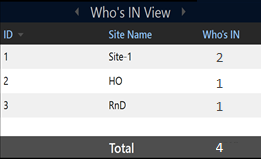 Who's IN View
ID Site Name Who's IN
1 Site-1 2
2 HO 1
3 RnD 1
Total 4